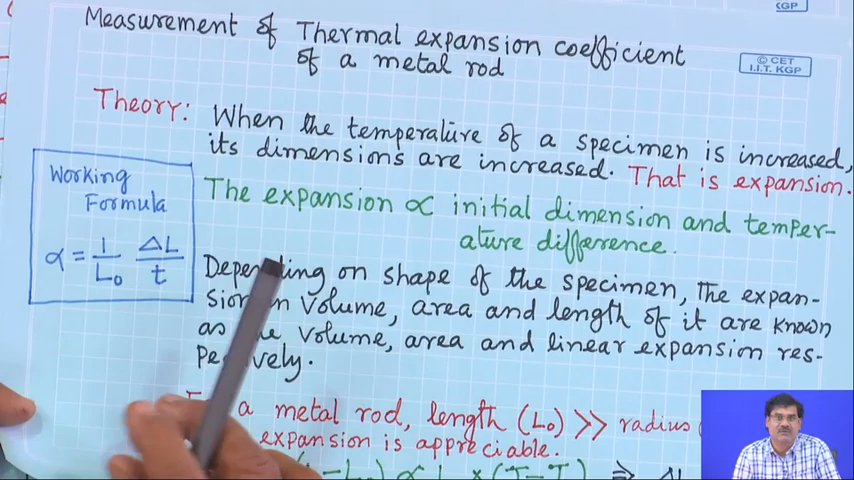 KGP
Measurement of Thermal expansion coefficient
of a metal rod
© CET
I.I.T. KGP
Theory: When the temperature of a specimen is increased,
its dimensions are increased. That is expansion.
Working
Formula
α = 1/L₀ ΔL/t
The expansion ∝ initial dimension and temper-
ature difference.
Depending on shape of the specimen, the expan-
sion in volume, area and length of it are known
as the volume, area and linear expansion res-
pectively.
a metal rod, length (L₀) >> radius
expansion is appreciable.